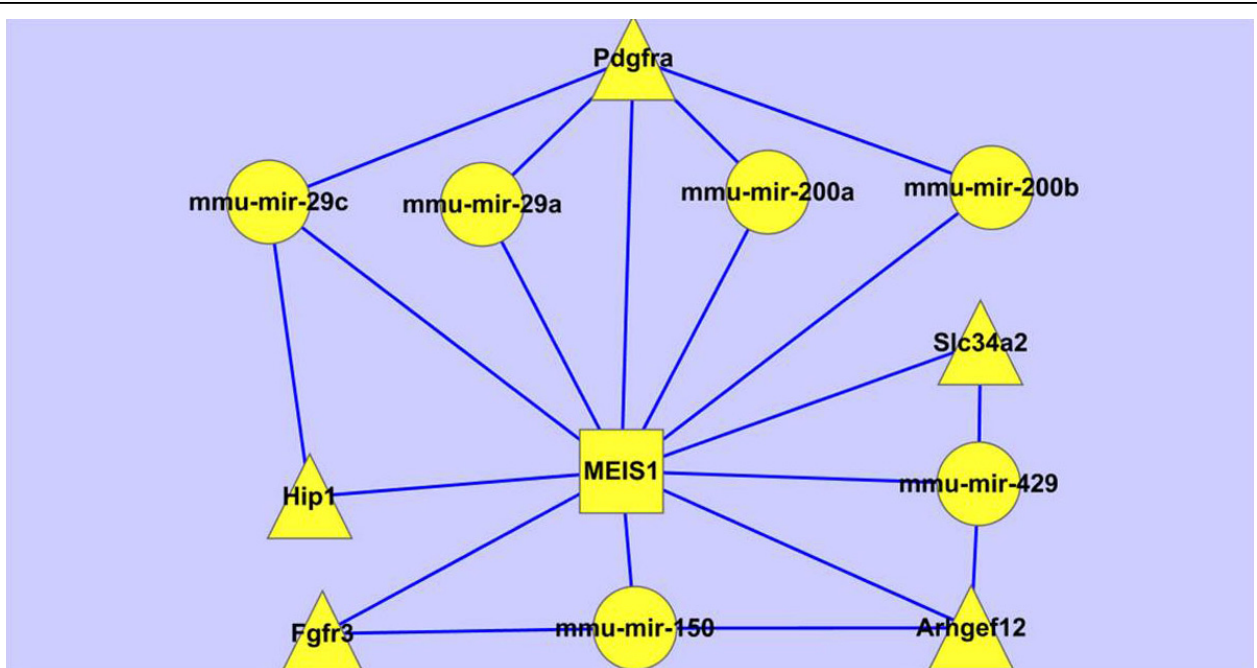 Pdgfra
mmu-mir-29c
mmu-mir-29a
mmu-mir-200a
mmu-mir-200b
Slc34a2
MEIS1
mmu-mir-429
Hip1
Fgfr3
mmu-mir-150
Arhgef12